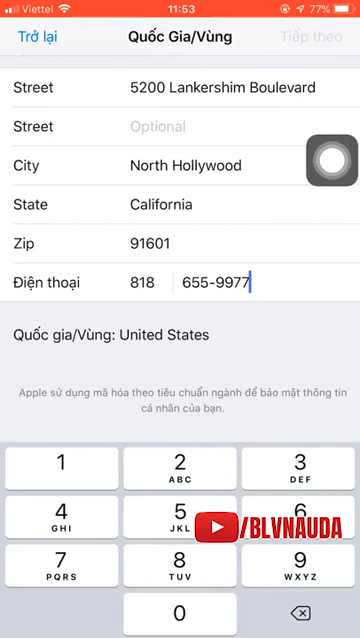 Viettel 11:53 77%
Trở lại Quốc Gia/Vùng Tiếp theo
Street 5200 Lankershim Boulevard
Street Optional
City North Hollywood
State California
Zip 91601
Điện thoại 818 655-9977
Quốc gia/Vùng: United States
Apple sử dụng mã hóa theo tiêu chuẩn ngành để bảo mật thông tin
cá nhân của bạn.
1 2 3
ABC DEF
4 5 6
GHI JKL
/BLVNAUDA
7 8 9
PQRS TUV WXYZ
0